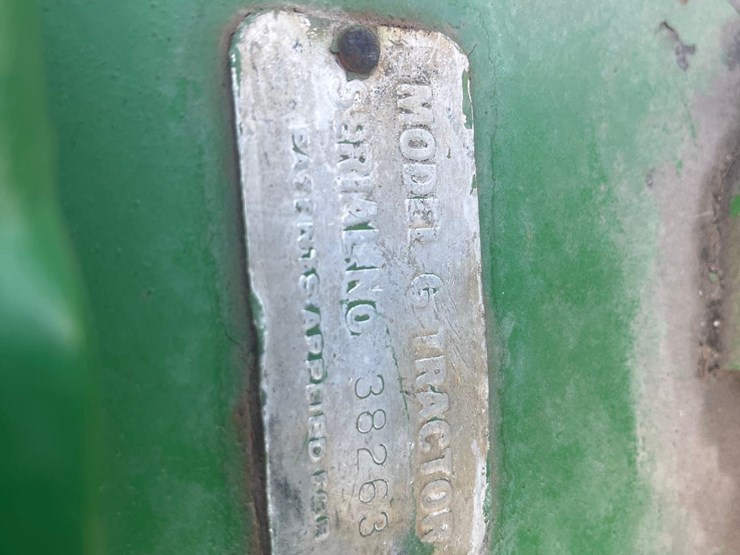 MODEL G TRACTOR
SERIAL NO 38263
PATENTS APPLIED FOR